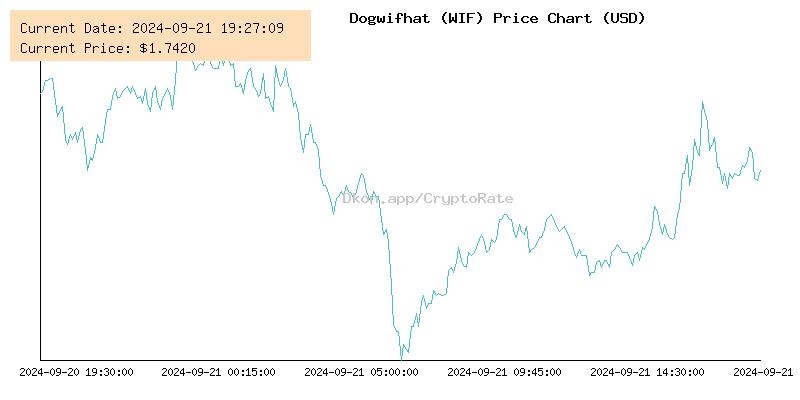 Dogwifhat (WIF) Price Chart (USD)
Current Date: 2024-09-21 19:27:09
Current Price: $1.7420
Dkon.app/CryptoRate
2024-09-20 19:30:00 2024-09-21 00:15:00 2024-09-21 05:00:00 2024-09-21 09:45:00 2024-09-21 14:30:00 2024-09-21